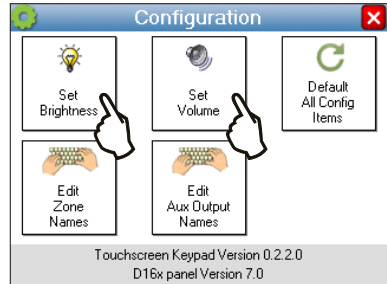 Configuration
Set
Brightness
Set
Volume
Default
All Config
Items
Edit
Zone
Names
Edit
Aux Output
Names
Touchscreen Keypad Version 0.2.2.0
D16x panel Version 7.0